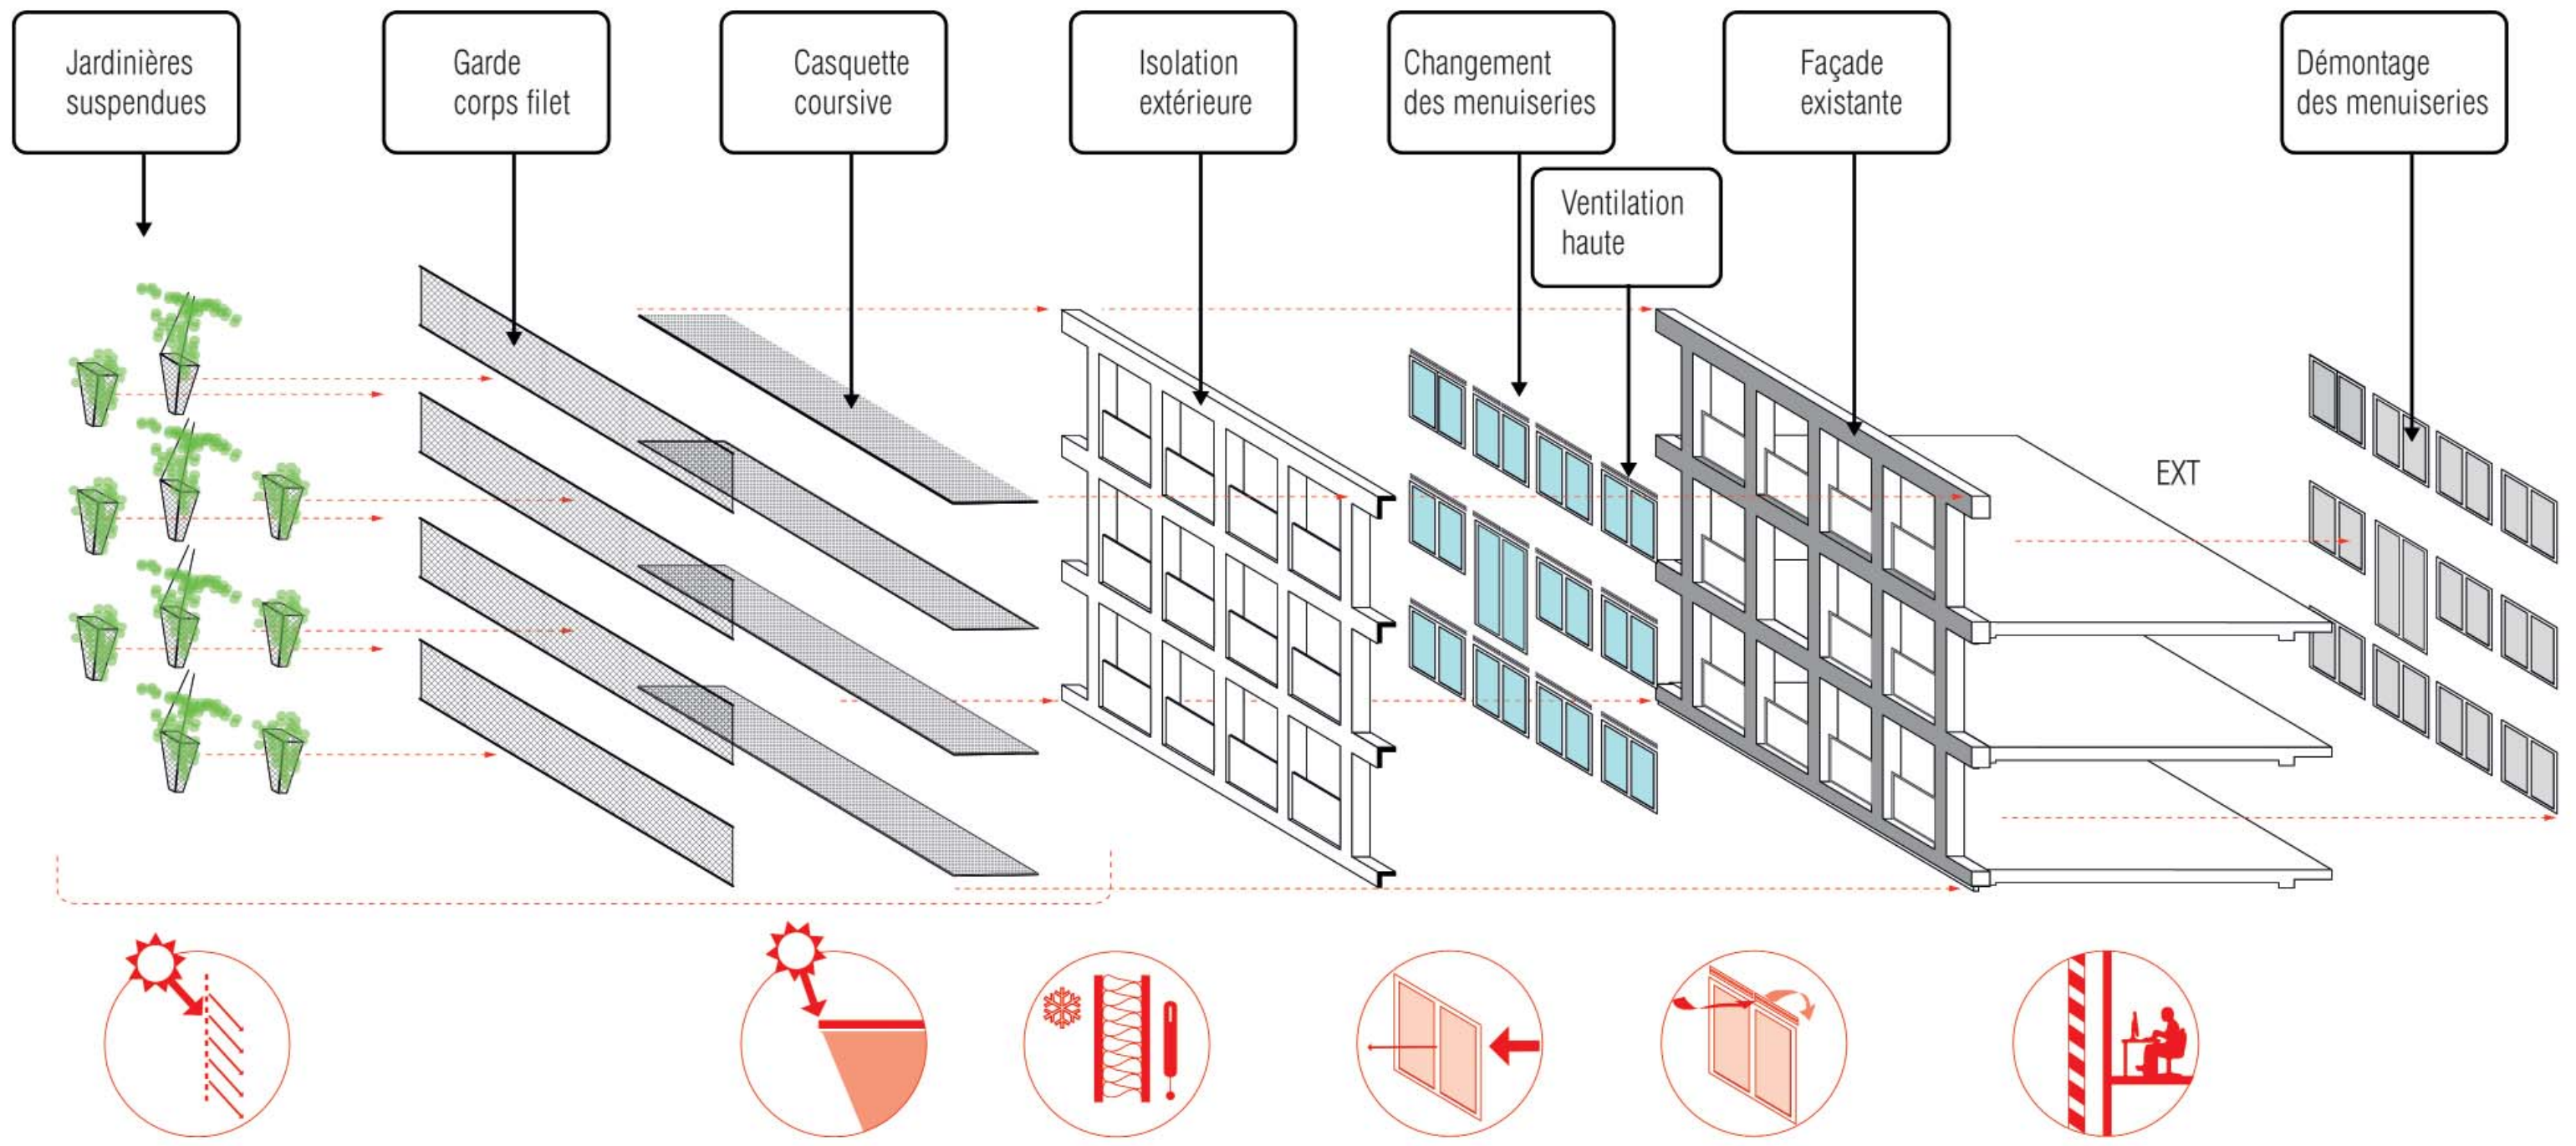 Jardinières
suspendues
Garde
corps filet
Casquette
coursive
Isolation
extérieure
Changement
des menuiseries
Ventilation
haute
Façade
existante
Démontage
des menuiseries
EXT